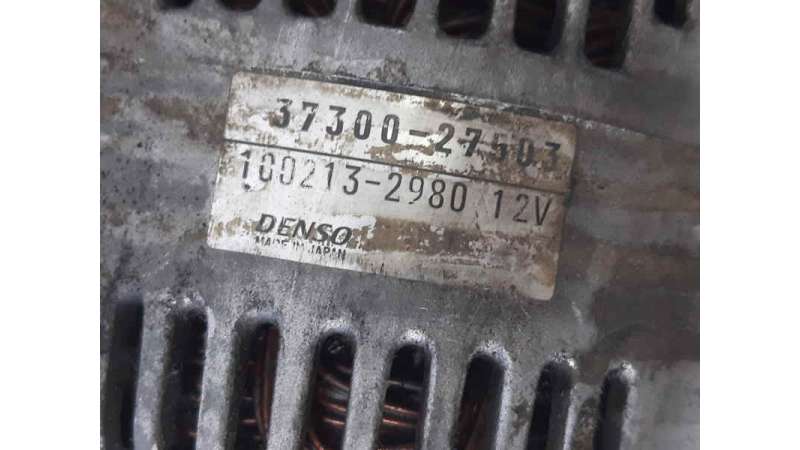 37300-27503
100213-2980 12V
DENSO
MADE IN JAPAN